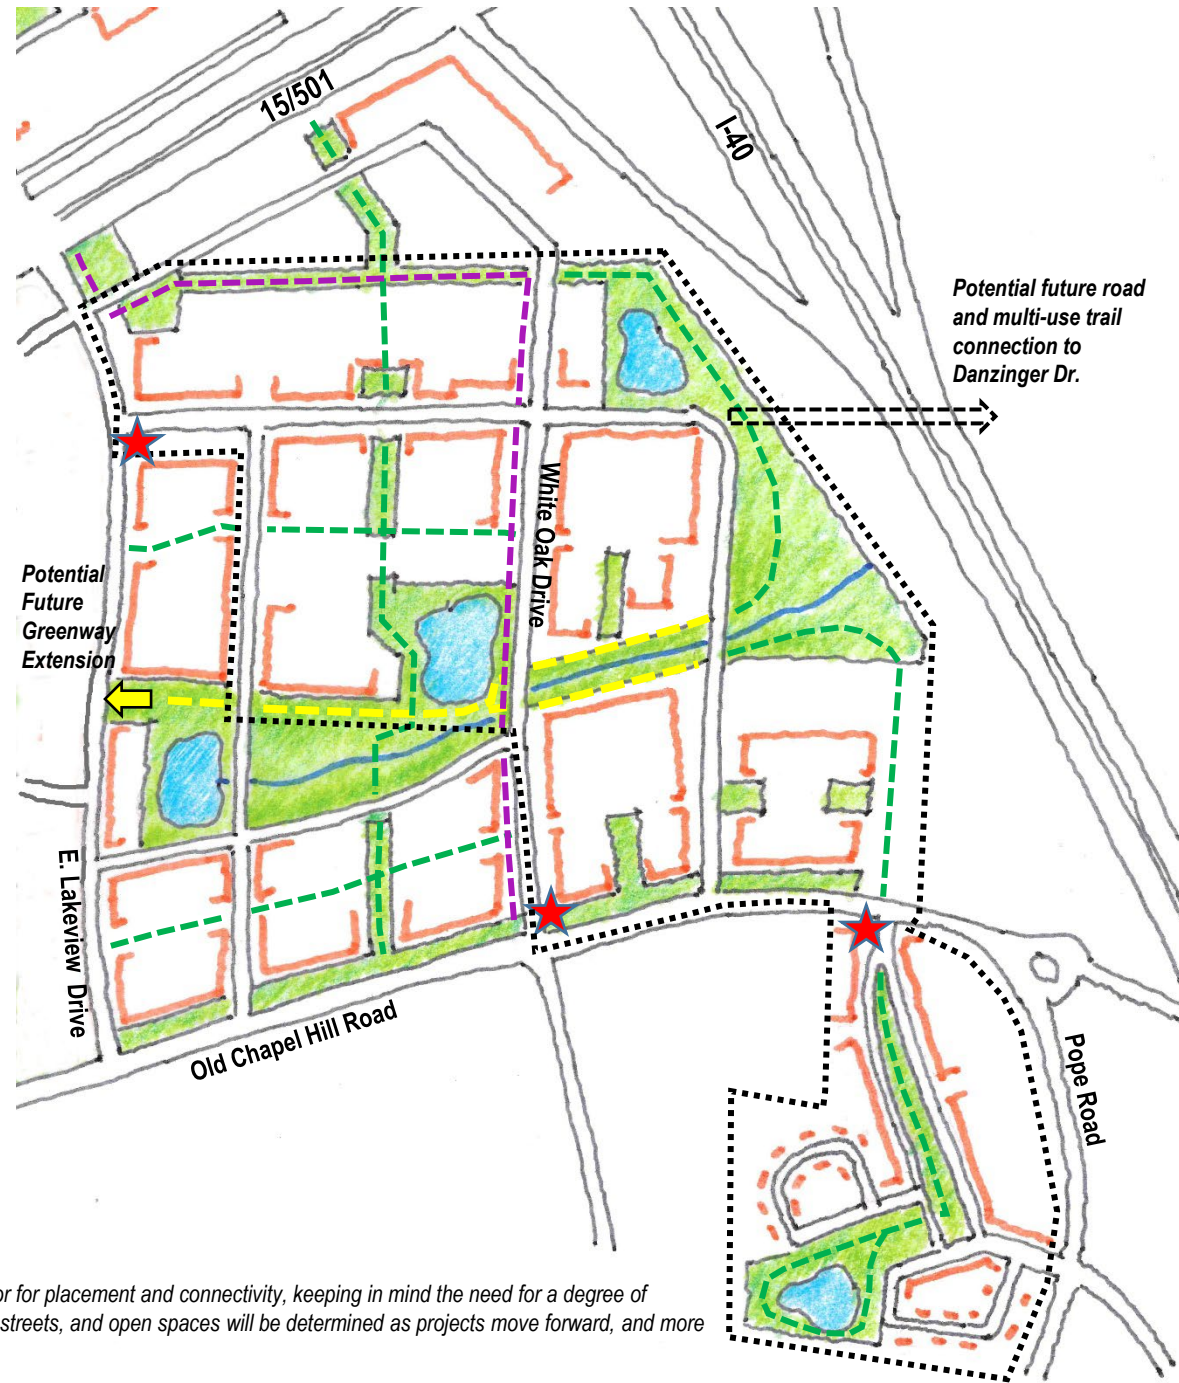 15/501
I-40
Potential future road
and multi-use trail
connection to
Danzinger Dr.
White Oak Drive
Potential
Future
Greenway
Extension
E. Lakeview Drive
Old Chapel Hill Road
Pope Road
or for placement and connectivity, keeping in mind the need for a degree of
streets, and open spaces will be determined as projects move forward, and more